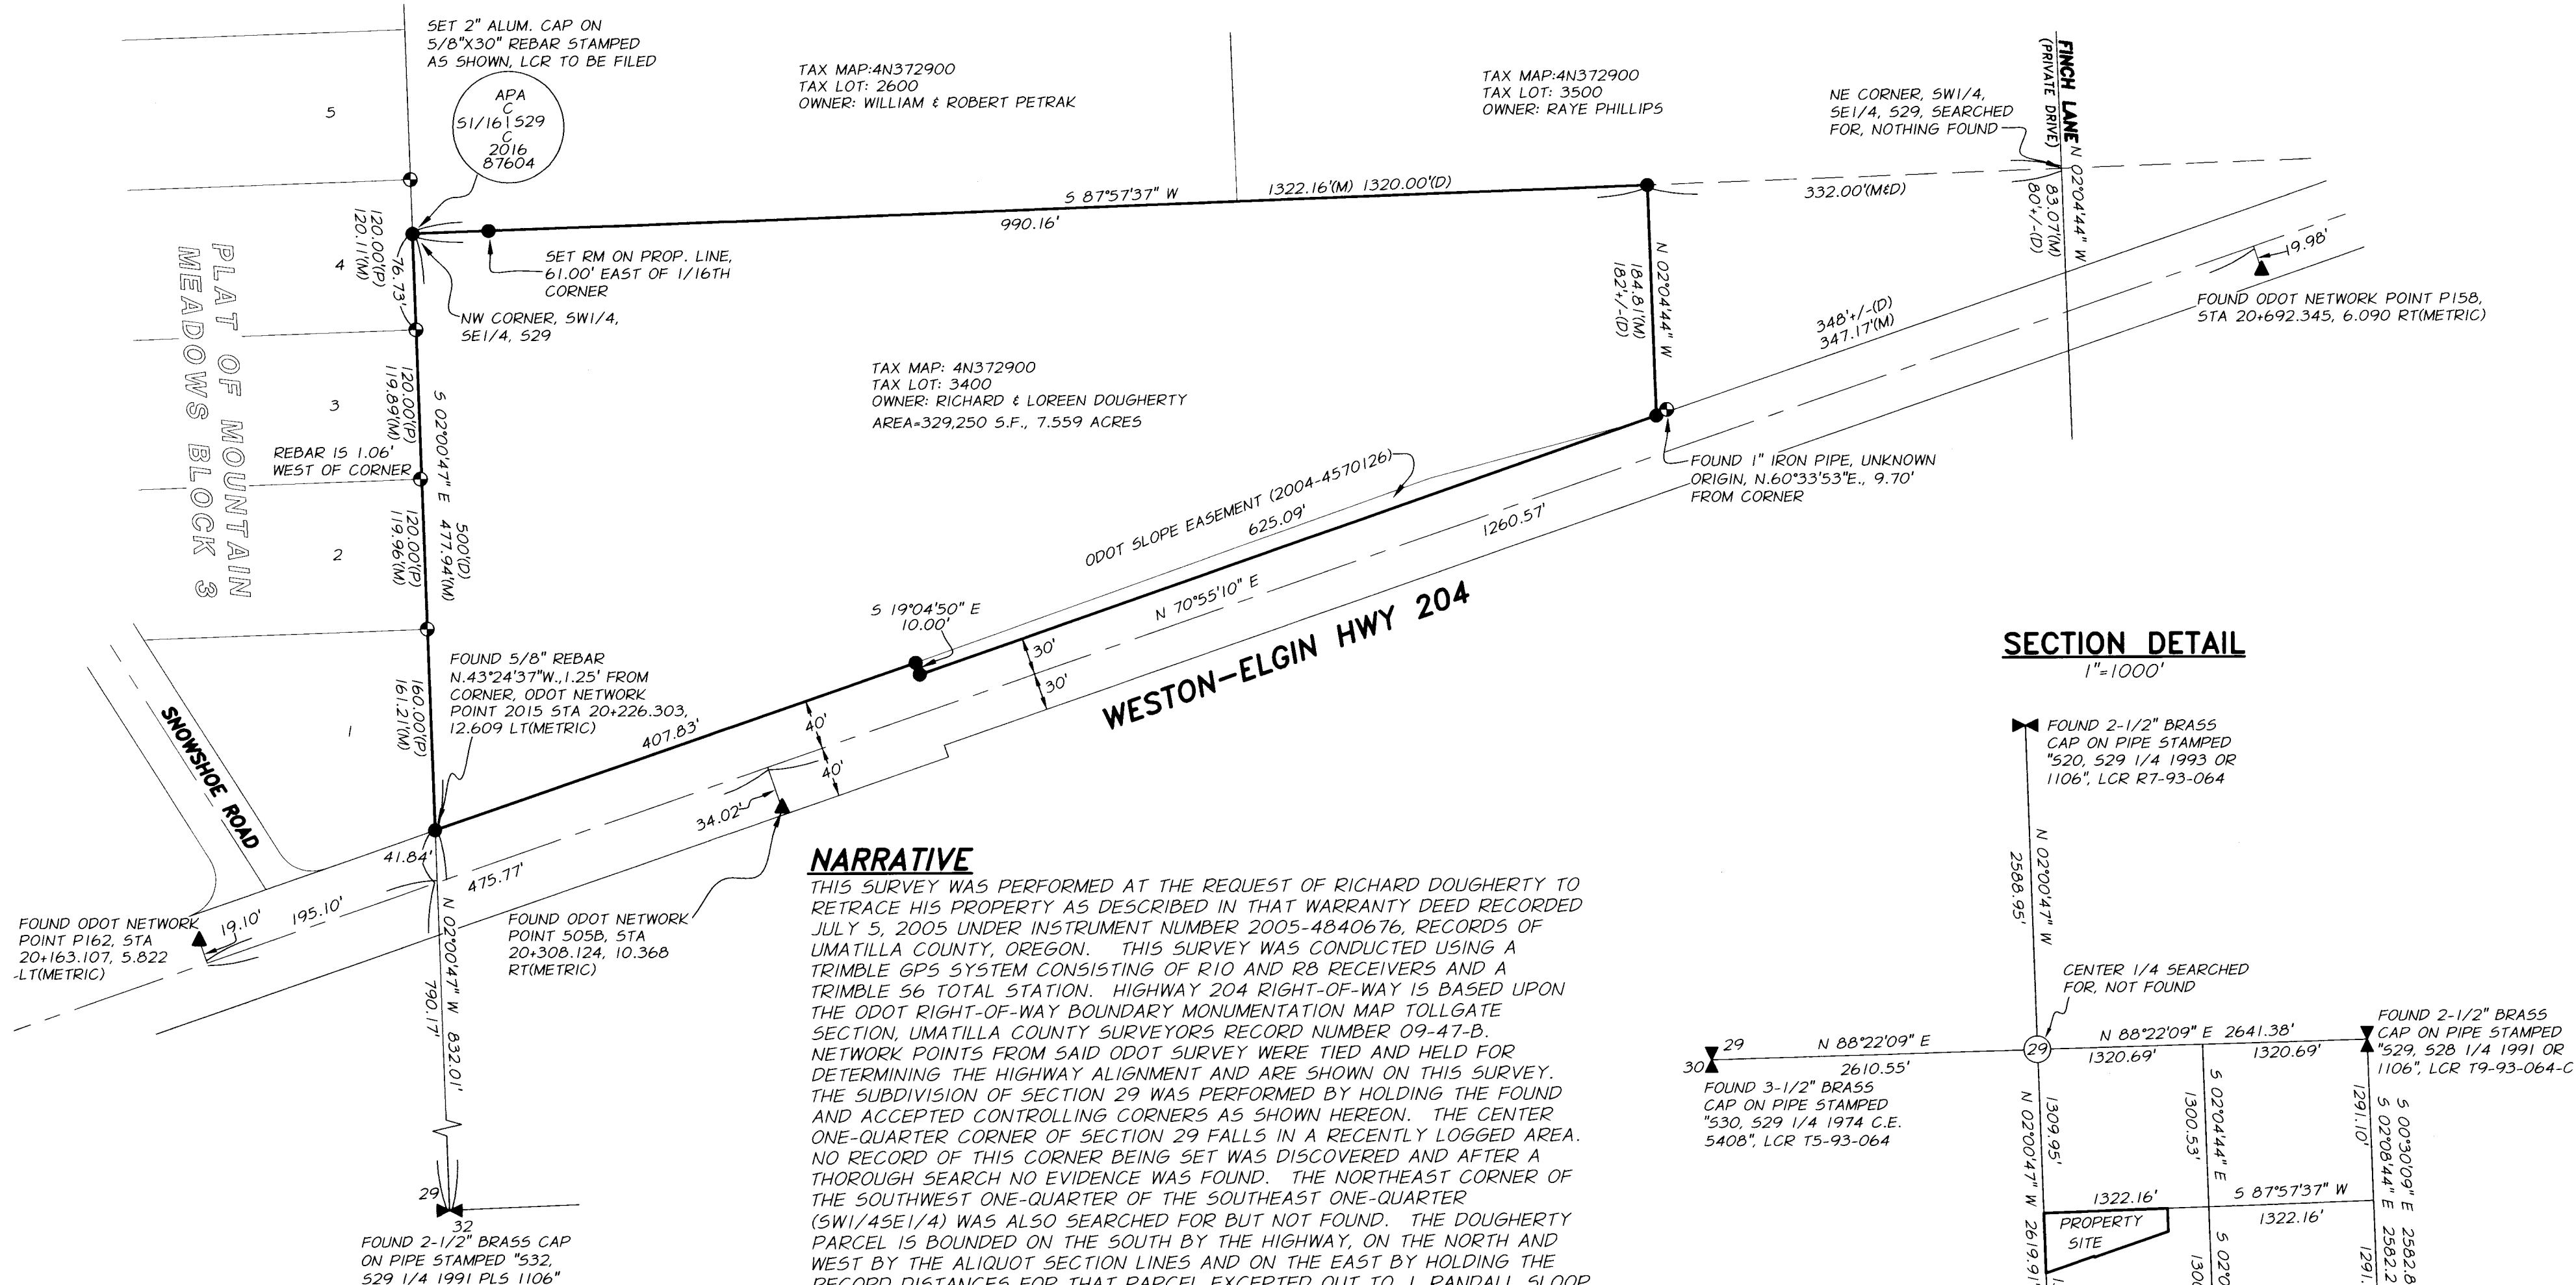 SET 2" ALUM. CAP ON
5/8"X30" REBAR STAMPED
AS SHOWN, LCR TO BE FILED
APA
C
S1/16 | S29
C
2016
87604
TAX MAP:4N372900
TAX LOT: 2600
OWNER: WILLIAM & ROBERT PETRAK
TAX MAP:4N372900
TAX LOT: 3500
OWNER: RAYE PHILLIPS
NE CORNER, SW1/4,
SE1/4, S29, SEARCHED
FOR, NOTHING FOUND
FINCH LANE
(PRIVATE DRIVE)
N 02°04'44" W
83.07'(M)
80'+/-(D)
5
4
3
2
1
S 87°57'37" W
1322.16'(M) 1320.00'(D)
990.16'
332.00'(M&D)
19.98'
FOUND ODOT NETWORK POINT P158,
STA 20+692.345, 6.090 RT(METRIC)
120.00'(P)
120.11'(M)
76.73'
SET RM ON PROP. LINE,
61.00' EAST OF 1/16TH
CORNER
NW CORNER, SW1/4,
SE1/4, S29
N 02°04'44" W
184.81'(M)
182'+/-(D)
348'+/-(D)
347.17'(M)
PLAT OF MOUNTAIN
MEADOWS BLOCK 3
TAX MAP: 4N372900
TAX LOT: 3400
OWNER: RICHARD & LOREEN DOUGHERTY
AREA=329,250 S.F., 7.559 ACRES
120.00'(P)
119.89'(M)
S 02°00'47" E 477.94'(M)
500'(D)
REBAR IS 1.06'
WEST OF CORNER
120.00'(P)
119.96'(M)
FOUND 1" IRON PIPE, UNKNOWN
ORIGIN, N.60°33'53"E., 9.70'
FROM CORNER
ODOT SLOPE EASEMENT (2004-4570126)
625.09'
1260.57'
N 70°55'10" E
S 19°04'50" E
10.00'
30'
30'
WESTON-ELGIN HWY 204
160.00'(P)
161.21'(M)
FOUND 5/8" REBAR
N.43°24'37"W.,1.25' FROM
CORNER, ODOT NETWORK
POINT 2015 STA 20+226.303,
12.609 LT(METRIC)
407.83'
40'
40'
34.02'
SNOWSHOE ROAD
41.84'
475.77'
195.10'
19.10'
FOUND ODOT NETWORK
POINT P162, STA
20+163.107, 5.822
LT(METRIC)
FOUND ODOT NETWORK
POINT 505B, STA
20+308.124, 10.368
RT(METRIC)
N 02°00'47" W 832.01'
790.17'
29
32
FOUND 2-1/2" BRASS CAP
ON PIPE STAMPED "S32,
S29 1/4 1991 PLS 1106"
NARRATIVE
THIS SURVEY WAS PERFORMED AT THE REQUEST OF RICHARD DOUGHERTY TO
RETRACE HIS PROPERTY AS DESCRIBED IN THAT WARRANTY DEED RECORDED
JULY 5, 2005 UNDER INSTRUMENT NUMBER 2005-4840676, RECORDS OF
UMATILLA COUNTY, OREGON. THIS SURVEY WAS CONDUCTED USING A
TRIMBLE GPS SYSTEM CONSISTING OF R10 AND R8 RECEIVERS AND A
TRIMBLE S6 TOTAL STATION. HIGHWAY 204 RIGHT-OF-WAY IS BASED UPON
THE ODOT RIGHT-OF-WAY BOUNDARY MONUMENTATION MAP TOLLGATE
SECTION, UMATILLA COUNTY SURVEYORS RECORD NUMBER 09-47-B.
NETWORK POINTS FROM SAID ODOT SURVEY WERE TIED AND HELD FOR
DETERMINING THE HIGHWAY ALIGNMENT AND ARE SHOWN ON THIS SURVEY.
THE SUBDIVISION OF SECTION 29 WAS PERFORMED BY HOLDING THE FOUND
AND ACCEPTED CONTROLLING CORNERS AS SHOWN HEREON. THE CENTER
ONE-QUARTER CORNER OF SECTION 29 FALLS IN A RECENTLY LOGGED AREA.
NO RECORD OF THIS CORNER BEING SET WAS DISCOVERED AND AFTER A
THOROUGH SEARCH NO EVIDENCE WAS FOUND. THE NORTHEAST CORNER OF
THE SOUTHWEST ONE-QUARTER OF THE SOUTHEAST ONE-QUARTER
(SW1/4SE1/4) WAS ALSO SEARCHED FOR BUT NOT FOUND. THE DOUGHERTY
PARCEL IS BOUNDED ON THE SOUTH BY THE HIGHWAY, ON THE NORTH AND
WEST BY THE ALIQUOT SECTION LINES AND ON THE EAST BY HOLDING THE
RECORD DISTANCES FOR THAT PARCEL EXCEPTED OUT TO J. RANDALL SLOOP
SECTION DETAIL
1"=1000'
FOUND 2-1/2" BRASS
CAP ON PIPE STAMPED
"S20, S29 1/4 1993 OR
1106", LCR R7-93-064
N 02°00'47" W
2588.95'
CENTER 1/4 SEARCHED
FOR, NOT FOUND
29
30
N 88°22'09" E
2610.55'
29
N 88°22'09" E 2641.38'
1320.69'
1320.69'
FOUND 2-1/2" BRASS
CAP ON PIPE STAMPED
"S29, S28 1/4 1991 OR
1106", LCR T9-93-064-C
FOUND 3-1/2" BRASS
CAP ON PIPE STAMPED
"S30, S29 1/4 1974 C.E.
5408", LCR T5-93-064
1309.95'
N 02°00'47" W 2619.91'
S 02°04'44" E
1300.53'
1291.10'
S 02°08'44" E 2582.2
S 00°30'09" E 2582.8
1322.16'
S 87°57'37" W
1322.16'
PROPERTY
SITE
S 02°0
1300
1291.